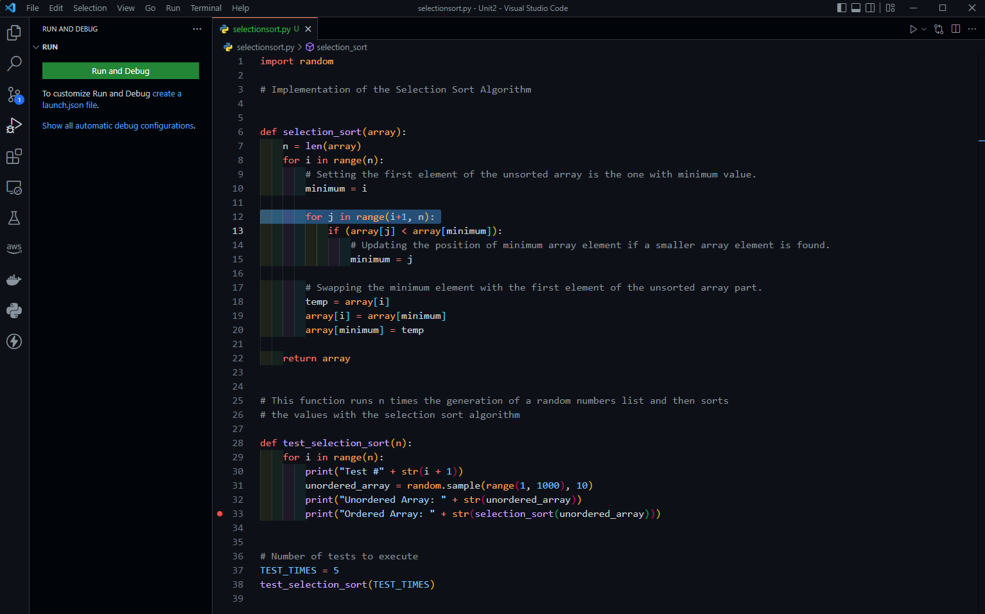 File Edit Selection View Go Run Terminal Help
selectionsort.py - Unit2 - Visual Studio Code
RUN AND DEBUG
RUN
Run and Debug
To customize Run and Debug create a
launch.json file.
Show all automatic debug configurations.
1
aws
selectionsort.py U
selectionsort.py > selection_sort
1 import random
2
3 # Implementation of the Selection Sort Algorithm
4
5
6 def selection_sort(array):
7 n = len(array)
8 for i in range(n):
9 # Setting the first element of the unsorted array is the one with minimum value.
10 minimum = i
11
12 for j in range(i+1, n):
13 if (array[j] < array[minimum]):
14 # Updating the position of minimum array element if a smaller array element is found.
15 minimum = j
16
17 # Swapping the minimum element with the first element of the unsorted array part.
18 temp = array[i]
19 array[i] = array[minimum]
20 array[minimum] = temp
21
22 return array
23
24
25 # This function runs n times the generation of a random numbers list and then sorts
26 # the values with the selection sort algorithm
27
28 def test_selection_sort(n):
29 for i in range(n):
30 print("Test #" + str(i + 1))
31 unordered_array = random.sample(range(1, 1000), 10)
32 print("Unordered Array: " + str(unordered_array))
33 print("Ordered Array: " + str(selection_sort(unordered_array)))
34
35
36 # Number of tests to execute
37 TEST_TIMES = 5
38 test_selection_sort(TEST_TIMES)
39